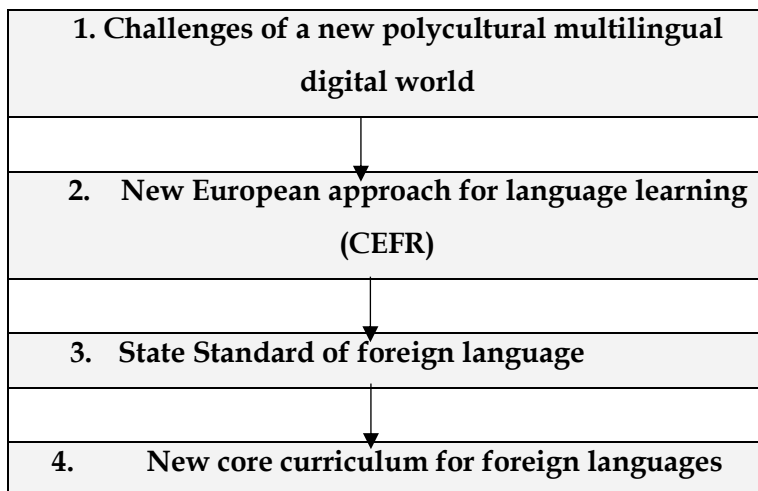 1. Challenges of a new polycultural multilingual
digital world
2. New European approach for language learning
(CEFR)
3. State Standard of foreign language
4. New core curriculum for foreign languages